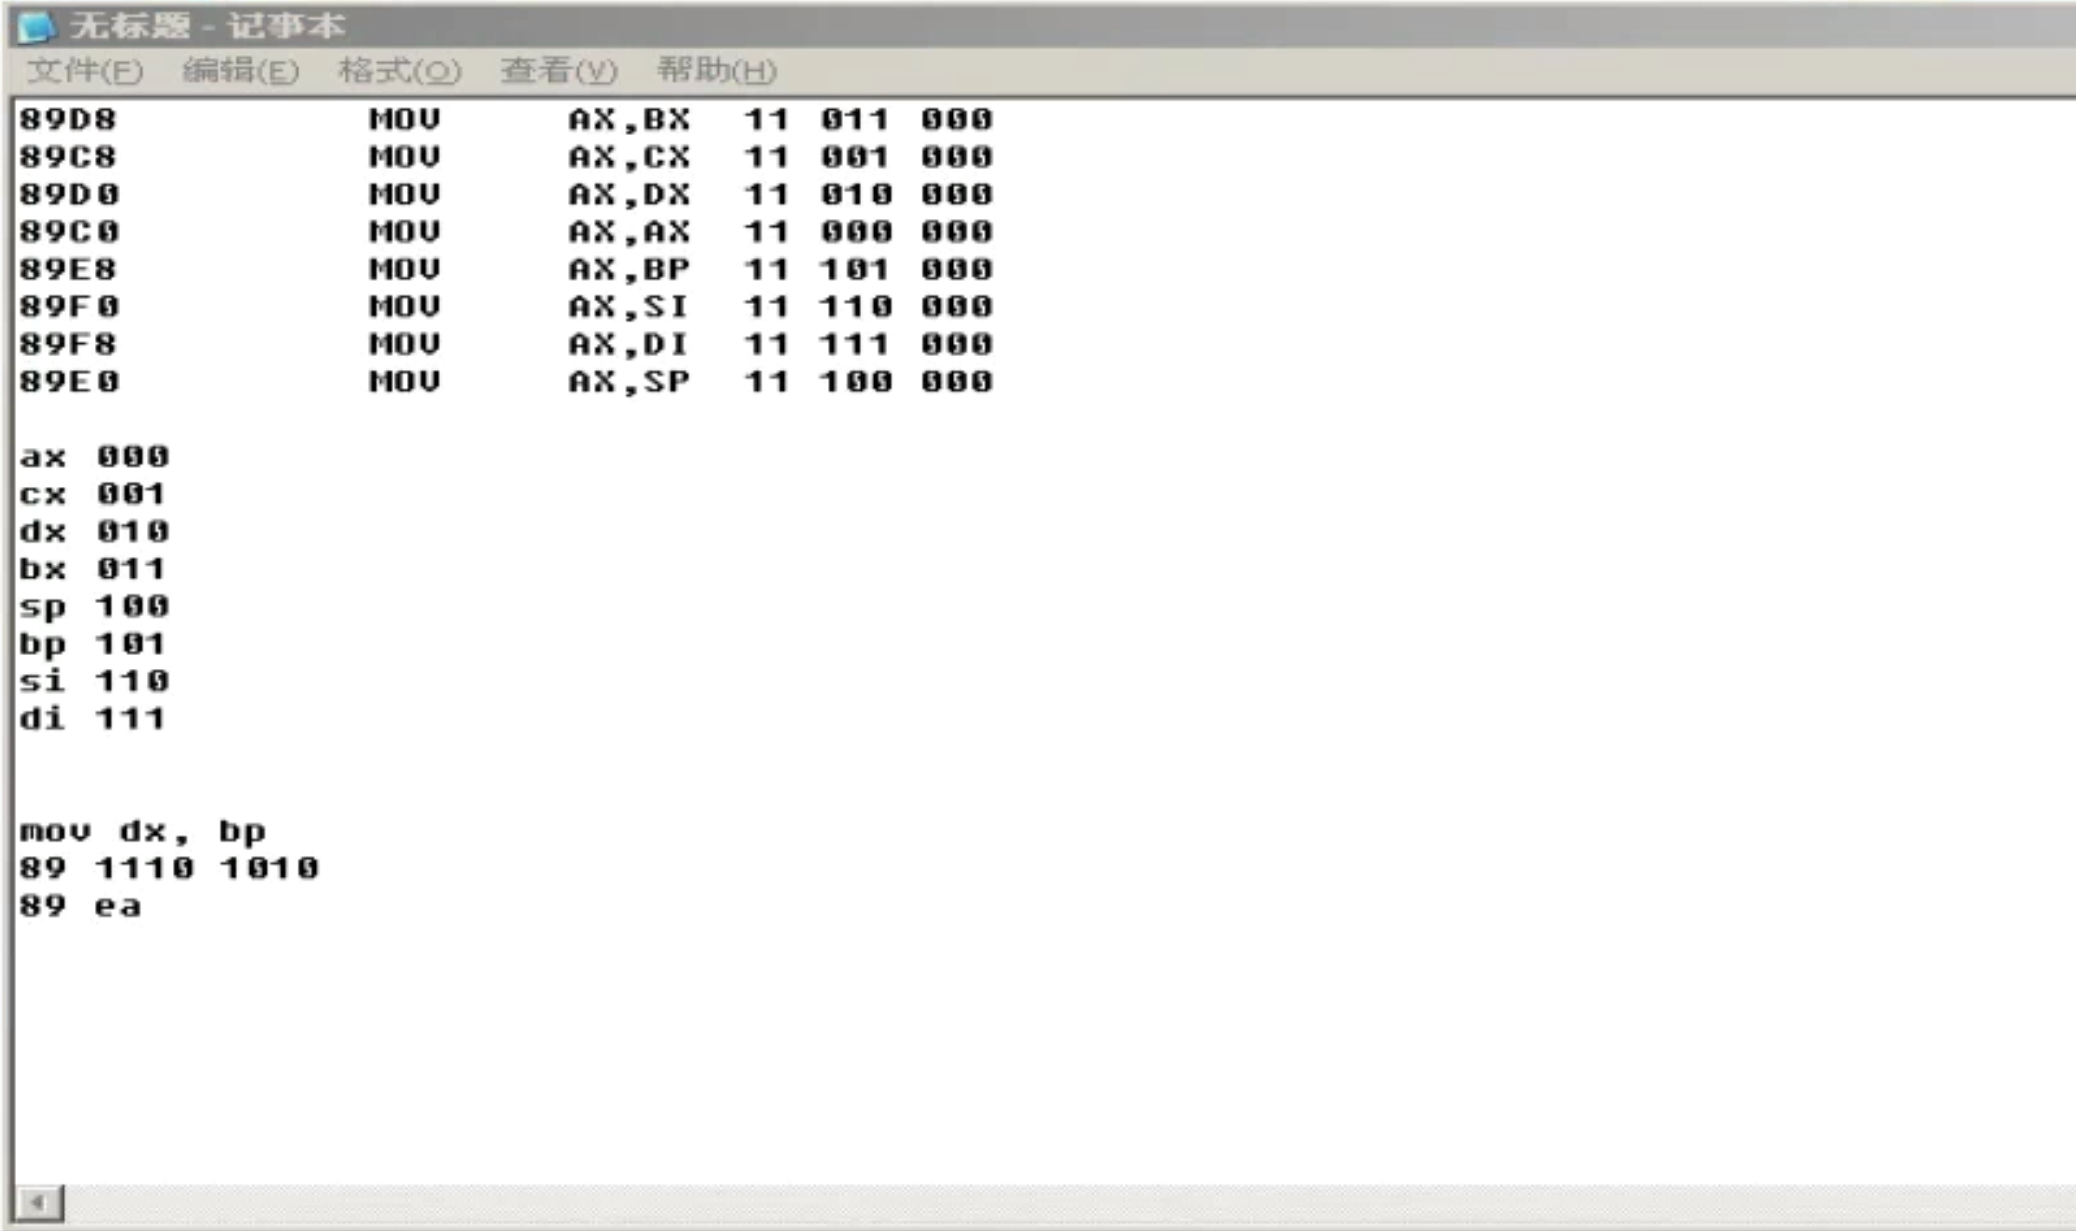 无标题 - 记事本
文件(F) 编辑(E) 格式(O) 查看(V) 帮助(H)
89D8 MOV AX,BX 11 011 000
89C8 MOV AX,CX 11 001 000
89D0 MOV AX,DX 11 010 000
89C0 MOV AX,AX 11 000 000
89E8 MOV AX,BP 11 101 000
89F0 MOV AX,SI 11 110 000
89F8 MOV AX,DI 11 111 000
89E0 MOV AX,SP 11 100 000
ax 000
cx 001
dx 010
bx 011
sp 100
bp 101
si 110
di 111
mov dx, bp
89 1110 1010
89 ea